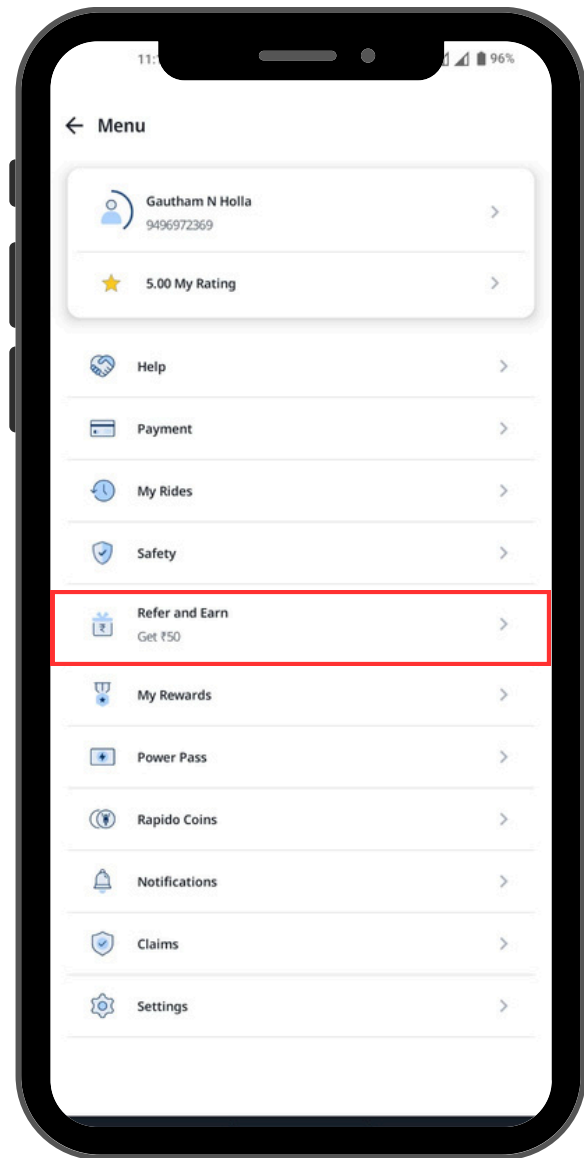 96%
Menu
Gautham N Holla
9496972369
5.00 My Rating
Help
Payment
My Rides
Safety
Refer and Earn
Get ₹50
My Rewards
Power Pass
Rapido Coins
Notifications
Claims
Settings